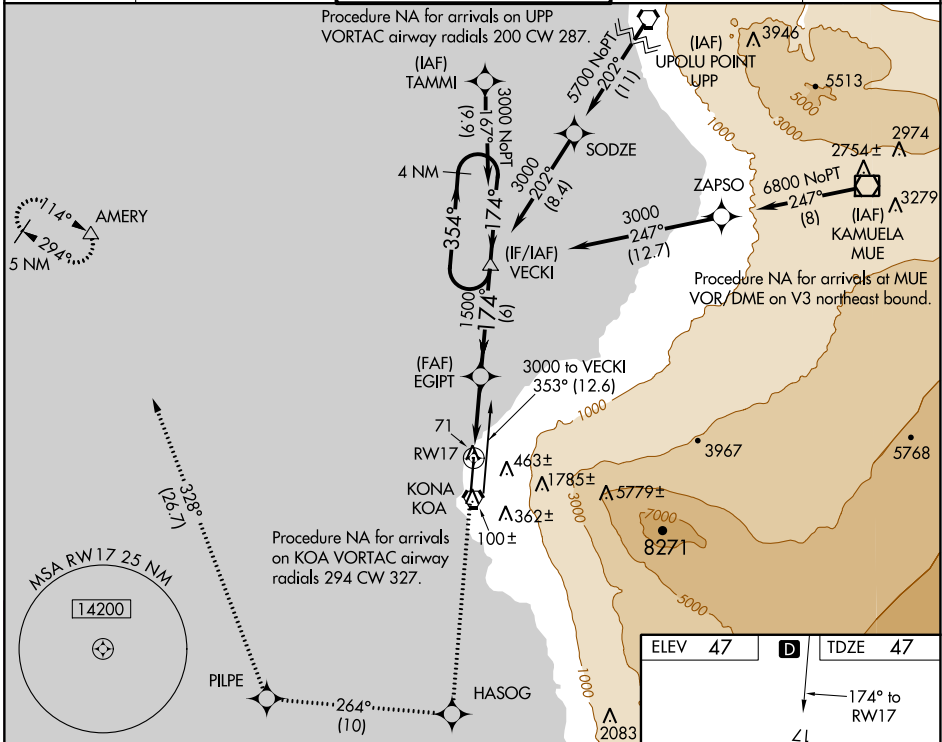 Procedure NA for arrivals on UPP
VORTAC airway radials 200 CW 287.
(IAF)
TAMMI
3000 NoPT
167°
(9.9)
5700 NoPT
202°
(11)
(IAF)
UPOLU POINT
UPP
3946
5513
5000
3000
1000
2974
2754±
3279
SODZE
4 NM
354°
174°
3000
202°
(8.4)
ZAPSO
6800 NoPT
247°
(8)
(IAF)
KAMUELA
MUE
3000
247°
(12.7)
AMERY
114°
294°
5 NM
(IF/IAF)
VECKI
Procedure NA for arrivals at MUE
VOR/DME on V3 northeast bound.
1500
174°
(9)
(FAF)
EGIPT
3000 to VECKI
353° (12.6)
1000
71
RW17
463±
1785±
3967
5768
KONA
KOA
362±
100±
3000
5779±
7000
8271
5000
328°
(26.7)
Procedure NA for arrivals
on KOA VORTAC airway
radials 294 CW 327.
MSA RW17 25 NM
14200
PILPE
264°
(10)
HASOG
1000
2083
ELEV 47
D
TDZE 47
174° to
RW17
17